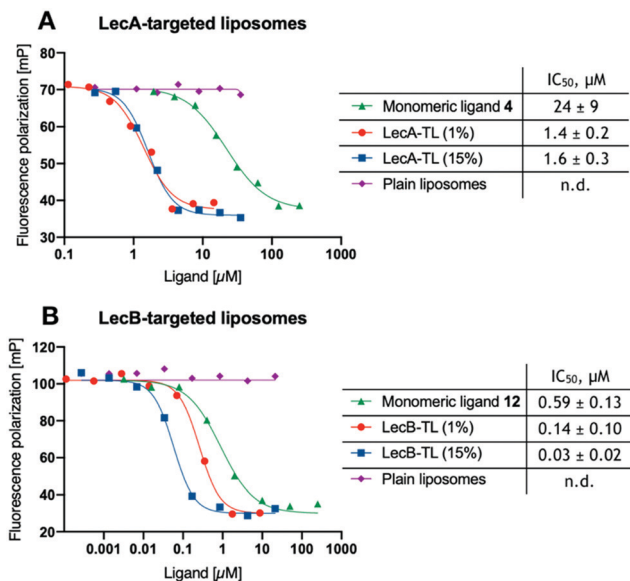 A LecA-targeted liposomes
Fluorescence polarization [mP]
80
70
60
50
40
30
0.1 1 10 100 1000
Ligand [μM]
IC50, μM
Monomeric ligand 4 24 ± 9
LecA-TL (1%) 1.4 ± 0.2
LecA-TL (15%) 1.6 ± 0.3
Plain liposomes n.d.
B LecB-targeted liposomes
Fluorescence polarization [mP]
120
100
80
60
40
20
0.001 0.01 0.1 1 10 100 1000
Ligand [μM]
IC50, μM
Monomeric ligand 12 0.59 ± 0.13
LecB-TL (1%) 0.14 ± 0.10
LecB-TL (15%) 0.03 ± 0.02
Plain liposomes n.d.